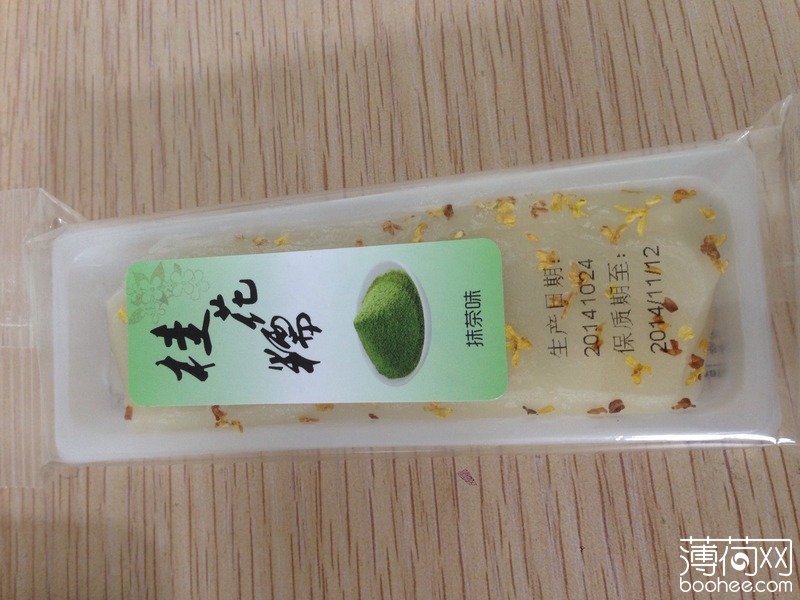 桂花糯
抹茶味
生产日期:
20141024
保质期至:
2014/11/12
薄荷网
boohee.com